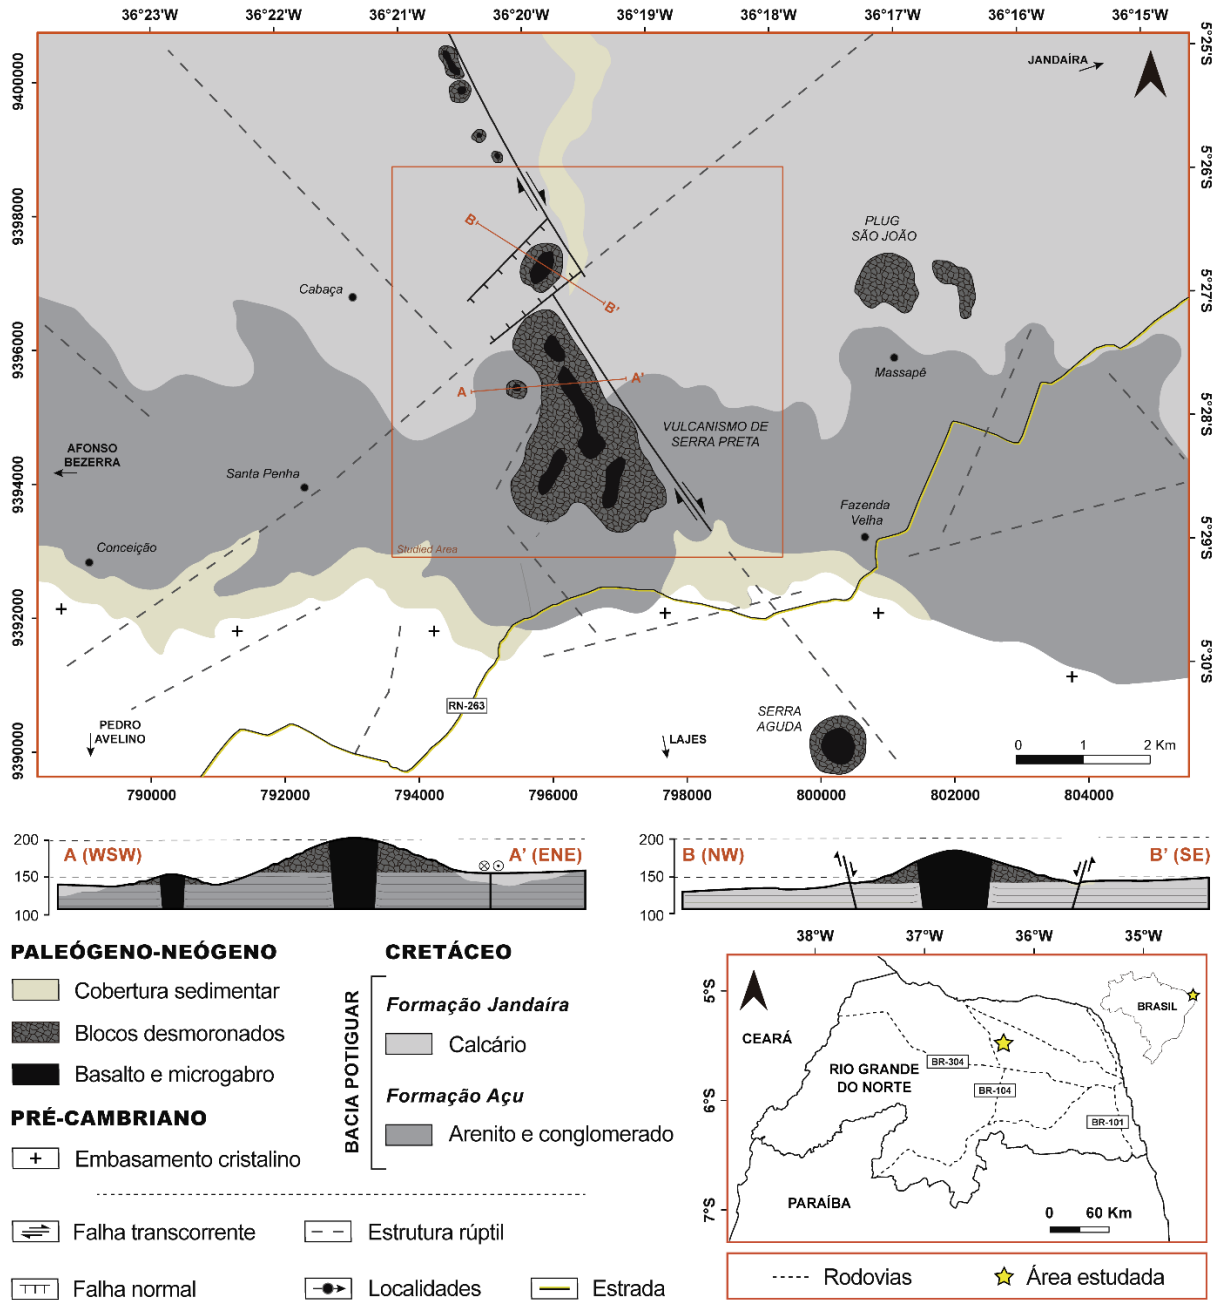 36°23'W 36°21'W 36°20'W 36°19'W 36°18'W 36°17'W 36°16'W 36°15'W
5°25'S
5°26'S
5°27'S
5°28'S
5°29'S
5°30'S
9400000
9398000
9396000
9394000
9392000
9390000
JANDAÍRA
PLUG
SÃO JOÃO
B
B'
Cabaça
Massapê
A
A'
VULCANISMO DE
SERRA PRETA
AFONSO
BEZERRA
Santa Penha
Fazenda
Velha
Conceição
Studied Area
RN-263
PEDRO
AVELINO
LAJES
SERRA
AGUDA
0 1 2 Km
790000 792000 794000 796000 798000 800000 802000 804000
200
150
100
A (WSW)
A' (ENE)
200
150
100
B (NW)
B' (SE)
PALEÓGENO-NEÓGENO
Cobertura sedimentar
Blocos desmoronados
Basalto e microgabro
PRÉ-CAMBRIANO
Embasamento cristalino
CRETÁCEO
BACIA POTIGUAR
Formação Jandaíra
Calcário
Formação Açu
Arenito e conglomerado
Falha transcorrente
Estrutura rúptil
Falha normal
Localidades
Estrada
38°W 37°W 36°W 35°W
5°S
6°S
7°S
CEARÁ
RIO GRANDE
DO NORTE
BR-304
BR-104
BR-101
PARAÍBA
BRASIL
0 60 Km
Rodovias
Área estudada